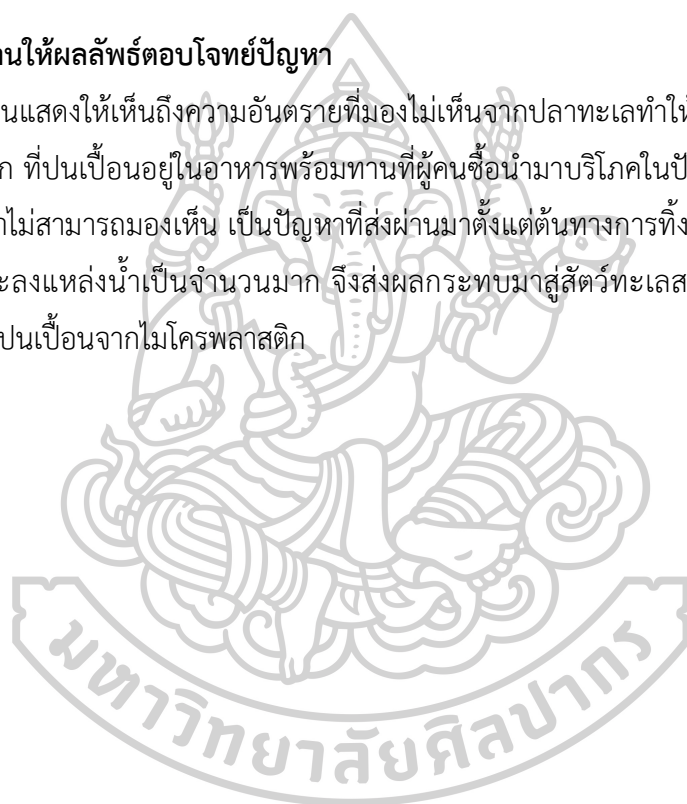 านให้ผลลัพธ์ตอบโจทย์ปัญหา
นแสดงให้เห็นถึงความอันตรายที่มองไม่เห็นจากปลาทะเลทำให้
ก ที่ปนเปื้อนอยู่ในอาหารพร้อมทานที่ผู้คนซื้อนำมาบริโภคในปั
าไม่สามารถมองเห็น เป็นปัญหาที่ส่งผ่านมาตั้งแต่ต้นทางการทิ้ง
ะลงแหล่งน้ำเป็นจำนวนมาก จึงส่งผลกระทบมาสู่สัตว์ทะเลส
ปนเปื้อนจากไมโครพลาสติก
มหาวิทยาลัยศิลปากร